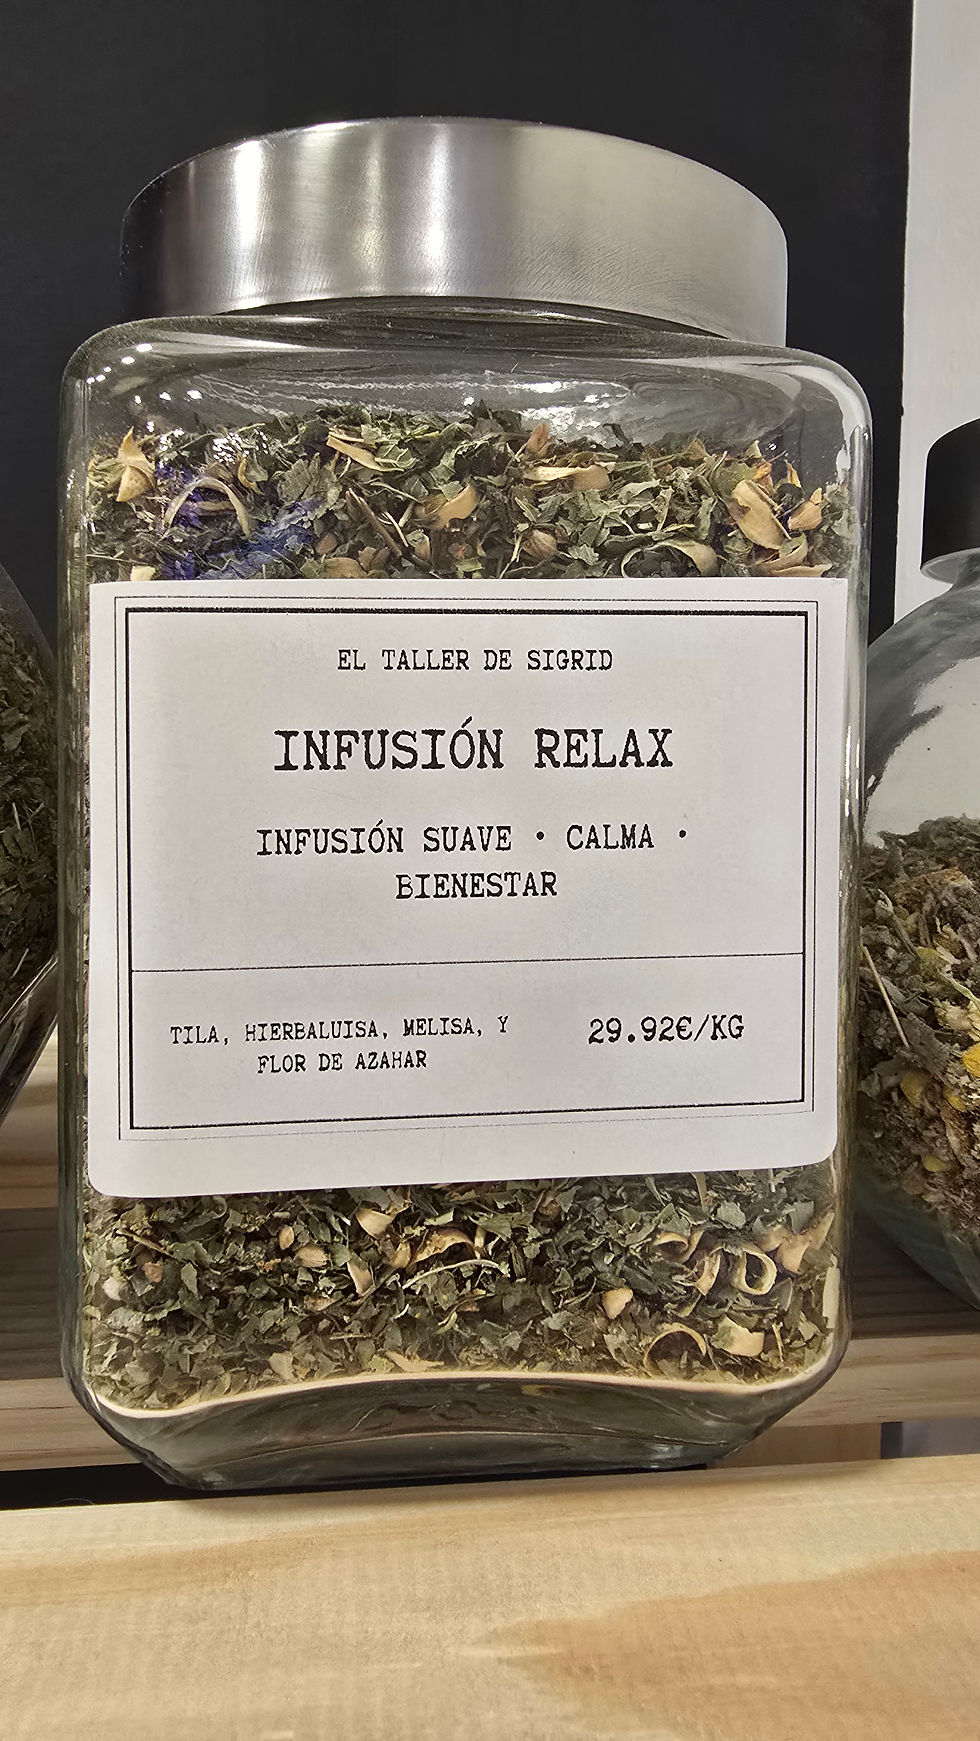 EL TALLER DE SIGRID
INFUSIÓN RELAX
INFUSIÓN SUAVE · CALMA ·
BIENESTAR
TILA, HIERBALUISA, MELISA, Y
FLOR DE AZAHAR
29.92€/KG